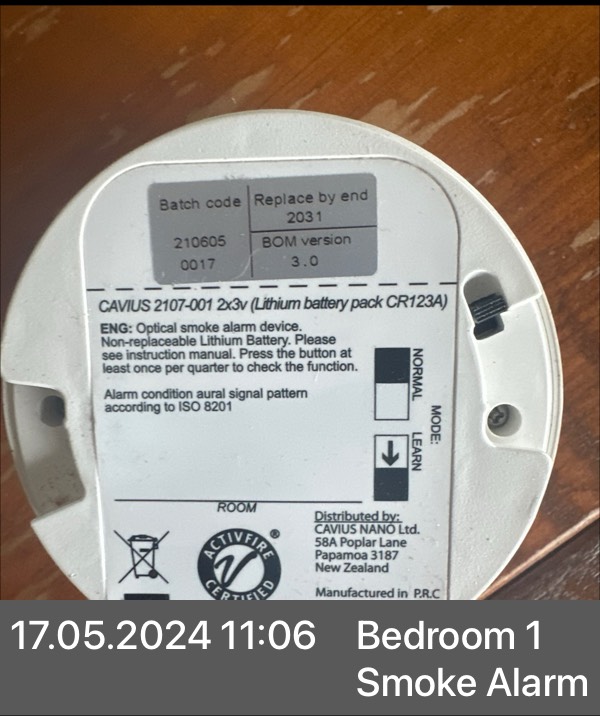 Batch code
210605
0017
Replace by end
2031
BOM version
3.0
CAVIUS 2107-001 2x3v (Lithium battery pack CR123A)
ENG: Optical smoke alarm device.
Non-replaceable Lithium Battery. Please
see instruction manual. Press the button at
least once per quarter to check the function.
Alarm condition aural signal pattern
according to ISO 8201
NORMAL
MODE:
LEARN
ROOM
ACTIVFIRE
®
CERTIFIED
Distributed by:
CAVIUS NANO Ltd.
58A Poplar Lane
Papamoa 3187
New Zealand
Manufactured in P.R.C
17.05.2024 11:06
Bedroom 1
Smoke Alarm